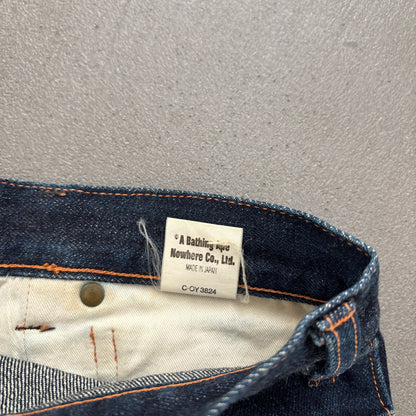 © A Bathing Ape
Nowhere Co., Ltd.
MADE IN JAPAN
C-OY 3824